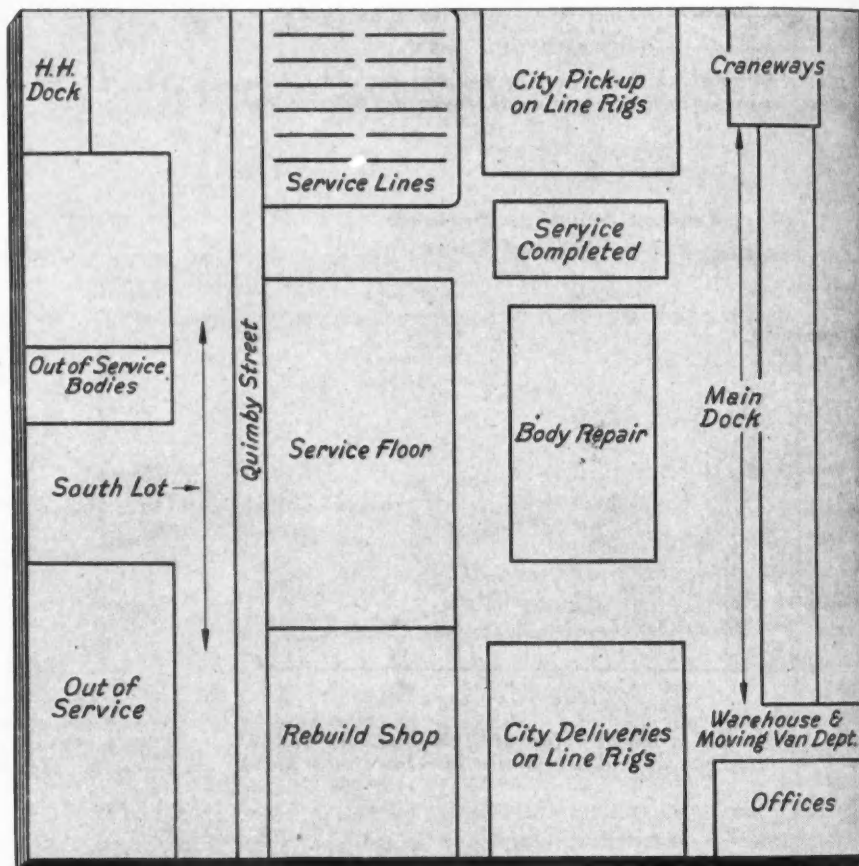 H.H.
Dock
City Pick-up
on Line Rigs
Craneways
Service Lines
Service
Completed
Out of Service
Bodies
Quimby Street
Main
Dock
Service Floor
Body Repair
South Lot
Out of
Service
Rebuild Shop
City Deliveries
on Line Rigs
Warehouse &
Moving Van Dept.
Offices